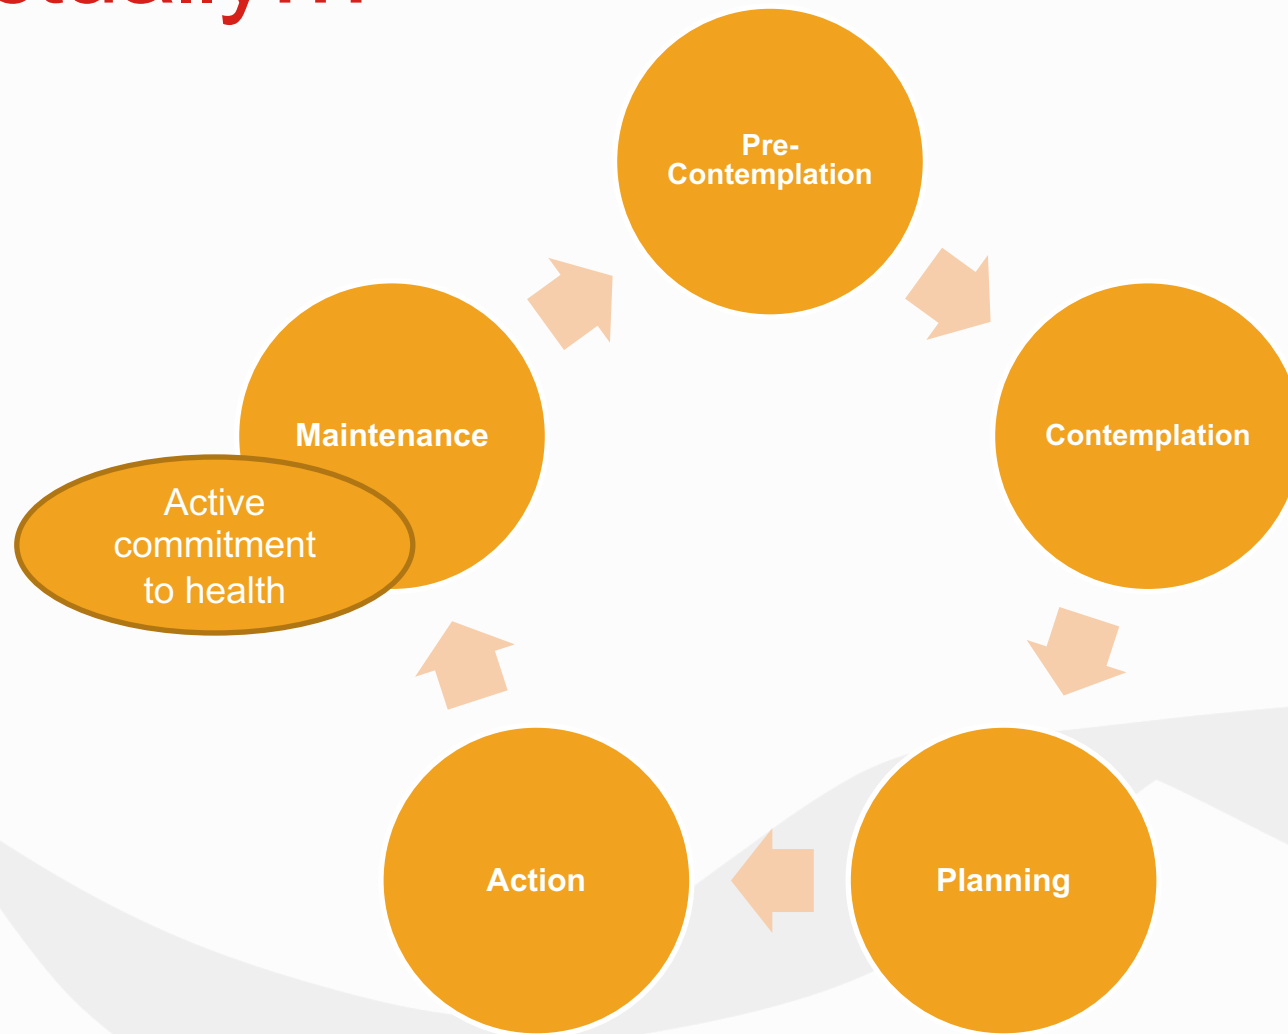 Pre-
Contemplation
Contemplation
Planning
Action
Maintenance
Active
commitment
to health